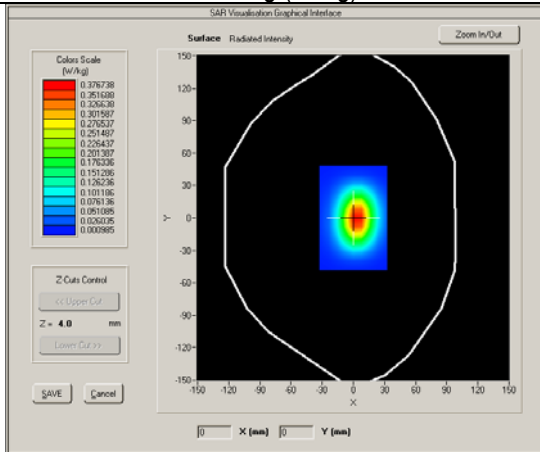 SAR Visualisation Graphical Interface
Surface Radiated Intensity
Zoom In/Out
Colors Scale
(W/kg)
0.376738
0.351688
0.326638
0.301587
0.276537
0.251487
0.226437
0.201387
0.176336
0.151286
0.126236
0.101186
0.076136
0.051085
0.026035
0.000985
Z Cuts Control
<< Upper Cut
Z = 4.0 mm
Lower Cut >>
SAVE Cancel
150
120
90
60
30
0
-30
-60
-90
-120
-150
Y
-150 -120 -90 -60 -30 0 30 60 90 120 150
X
0 X (mm) 0 Y (mm)